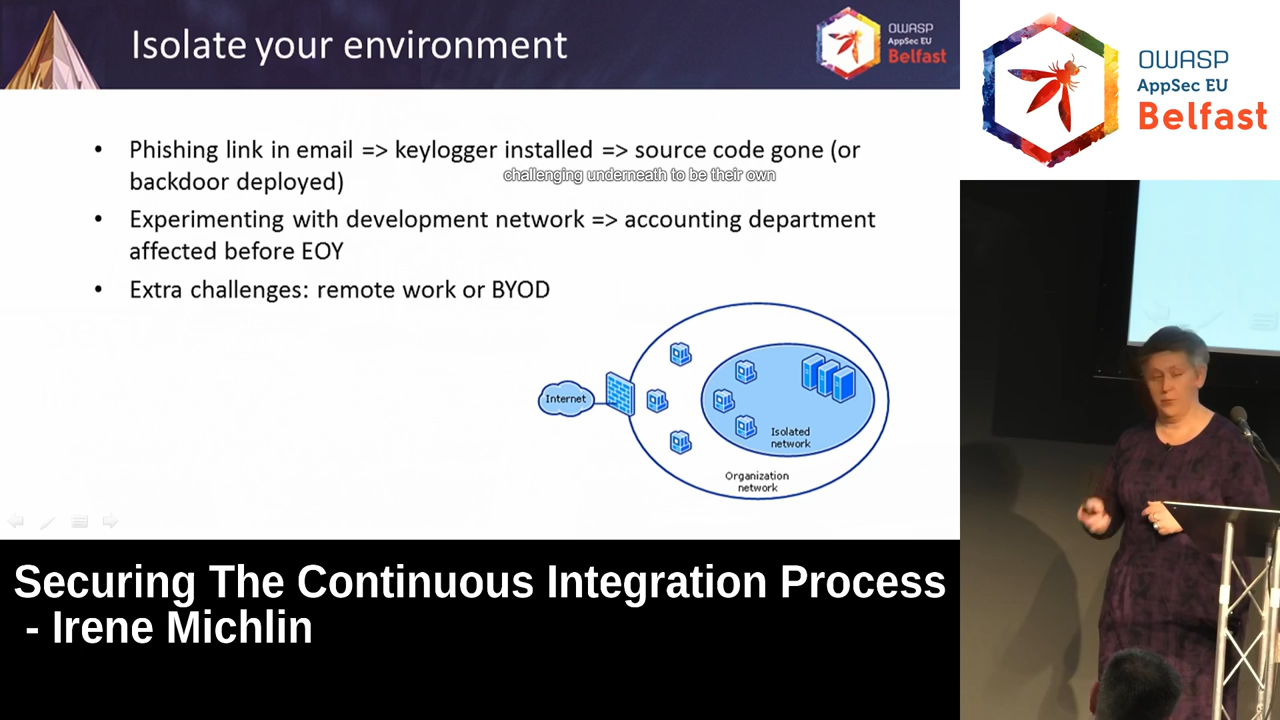 Isolate your environment
OWASP
AppSec EU
Belfast
OWASP
AppSec EU
Belfast
• Phishing link in email => keylogger installed => source code gone (or
backdoor deployed)
challenging underneath to be their own
• Experimenting with development network => accounting department
affected before EOY
• Extra challenges: remote work or BYOD
Internet
Isolated
network
Organization
network
Securing The Continuous Integration Process
- Irene Michlin